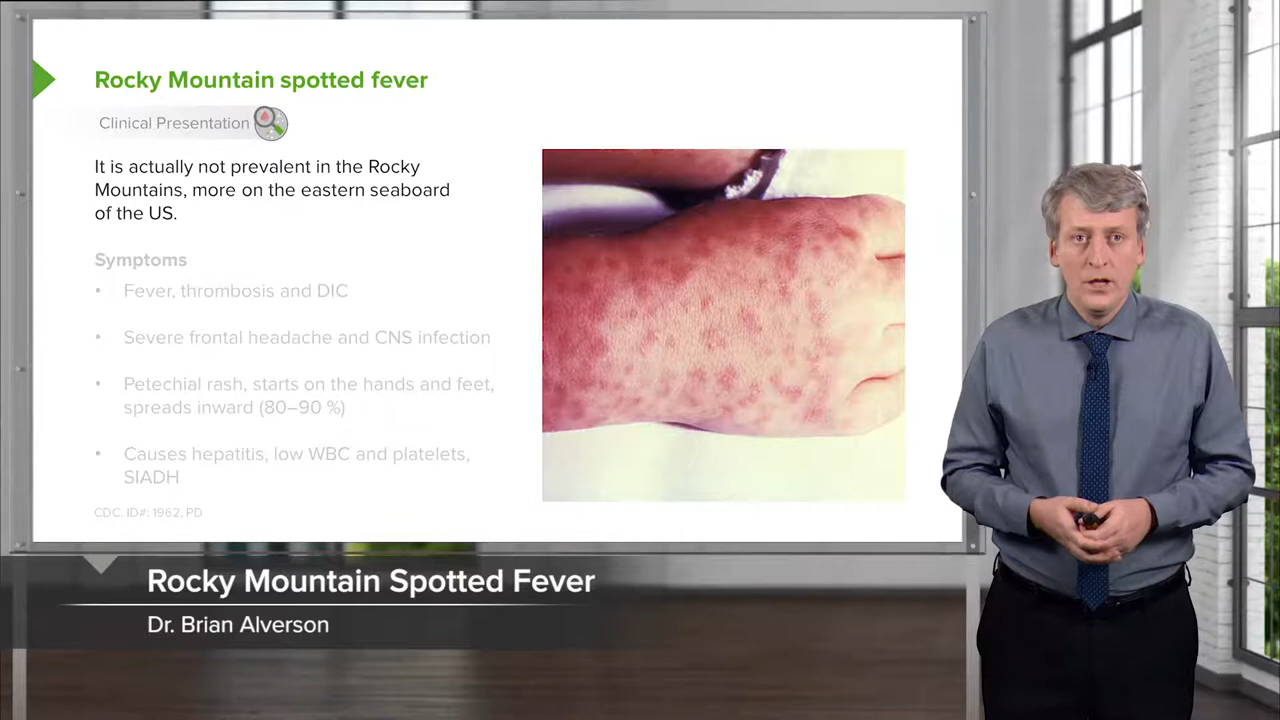 Rocky Mountain spotted fever
Clinical Presentation
It is actually not prevalent in the Rocky
Mountains, more on the eastern seaboard
of the US.
Symptoms
• Fever, thrombosis and DIC
• Severe frontal headache and CNS infection
• Petechial rash, starts on the hands and feet,
spreads inward (80–90 %)
• Causes hepatitis, low WBC and platelets,
SIADH
CDC, ID#: 1962, PD
Rocky Mountain Spotted Fever
Dr. Brian Alverson